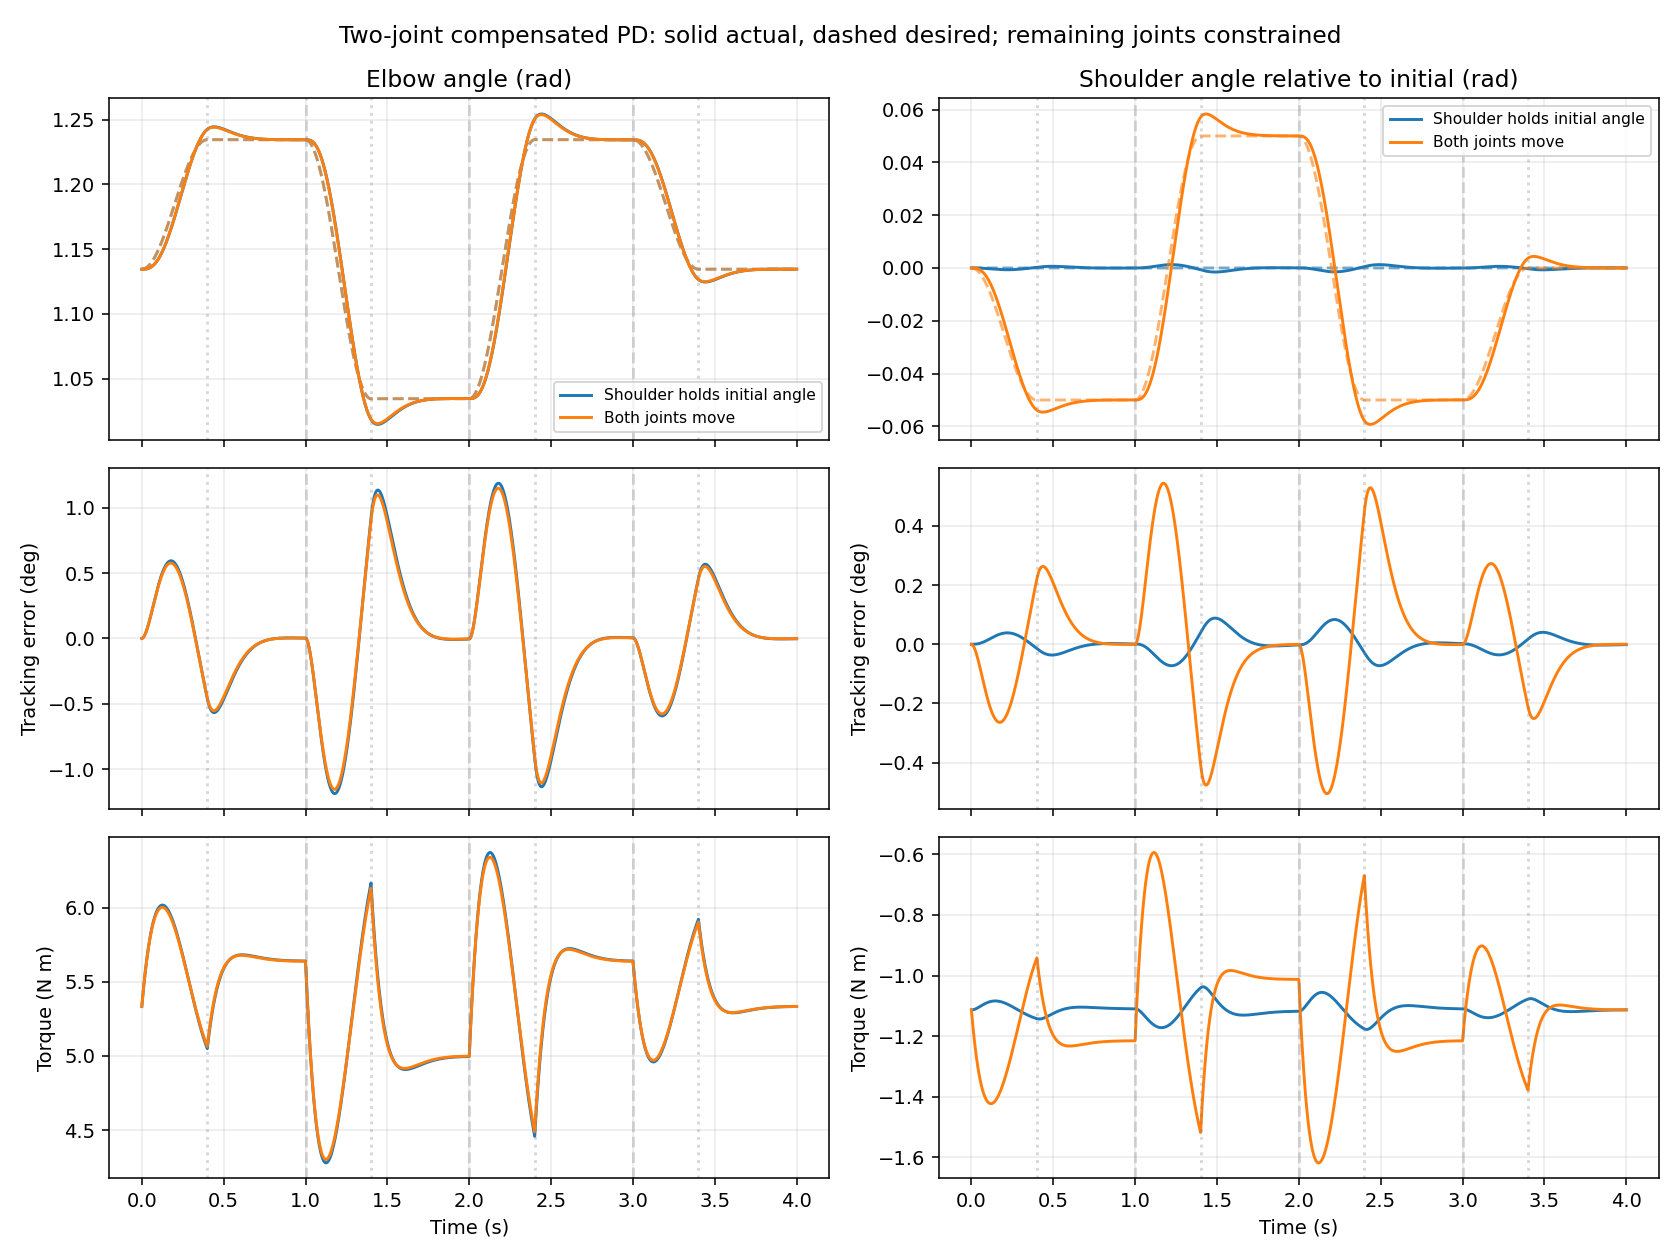 Two-joint compensated PD: solid actual, dashed desired; remaining joints constrained
Elbow angle (rad)
1.25
1.20
1.15
1.10
1.05
Shoulder holds initial angle
Both joints move
Shoulder angle relative to initial (rad)
0.06
0.04
0.02
0.00
−0.02
−0.04
−0.06
Shoulder holds initial angle
Both joints move
Tracking error (deg)
1.0
0.5
0.0
−0.5
−1.0
Tracking error (deg)
0.4
0.2
0.0
−0.2
−0.4
Torque (N m)
6.0
5.5
5.0
4.5
0.0 0.5 1.0 1.5 2.0 2.5 3.0 3.5 4.0
Time (s)
Torque (N m)
−0.6
−0.8
−1.0
−1.2
−1.4
−1.6
0.0 0.5 1.0 1.5 2.0 2.5 3.0 3.5 4.0
Time (s)